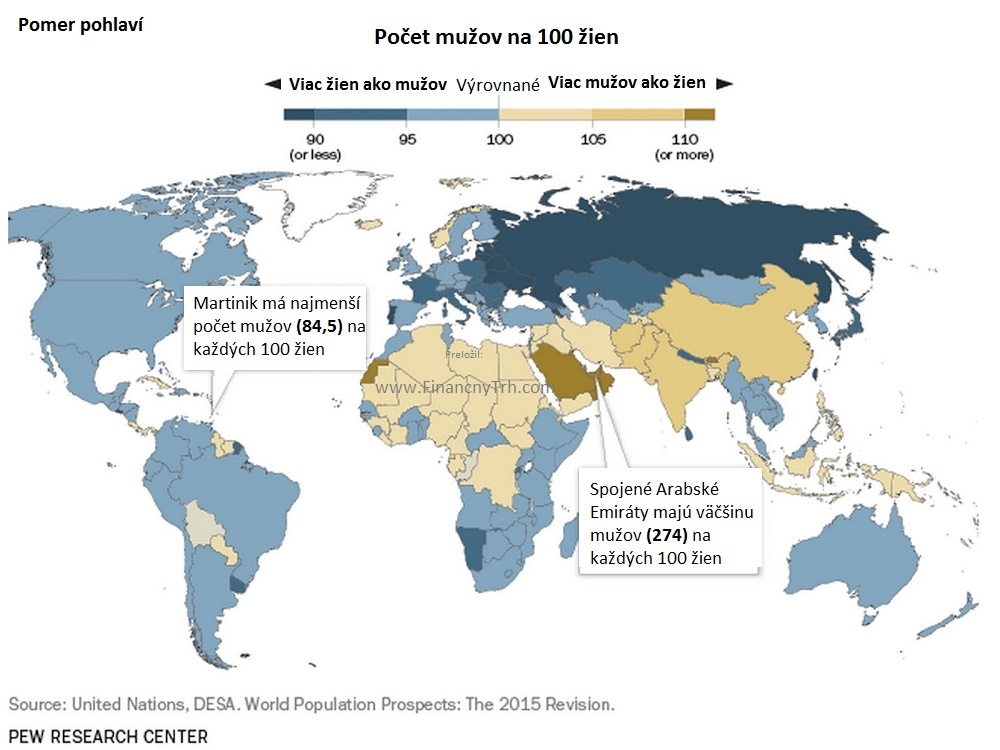 Pomer pohlaví
Počet mužov na 100 žien
Viac žien ako mužov Výrovnané Viac mužov ako žien
90 95 100 105 110
(or less) (or more)
Martinik má najmenší
počet mužov (84,5) na
každých 100 žien
Preložil:
www.FinancnyTrh.com
Spojené Arabské
Emiráty majú väčšinu
mužov (274) na
každých 100 žien
Source: United Nations, DESA. World Population Prospects: The 2015 Revision.
PEW RESEARCH CENTER